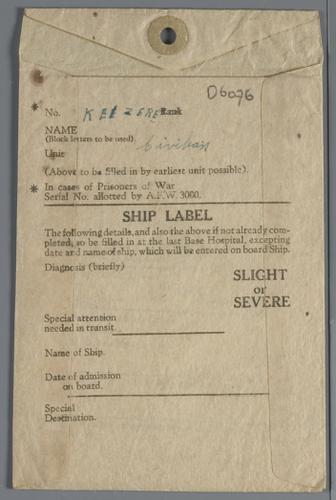 D6076
* No. KEIZERE Rank
NAME
(Block letters to be used).
Unit Civilian
(Above to be filled in by earliest unit possible).
* In cases of Prisoners of War
Serial No. allotted by A.F.W. 3000.
SHIP LABEL
The following details, and also the above if not already com-
pleted, to be filled in at the last Base Hospital, excepting
date and name of ship, which will be entered on board Ship.
Diagnosis (briefly)
SLIGHT
or
SEVERE
Special attention
needed in transit.
Name of Ship.
Date of admission
on board.
Special
Destination.